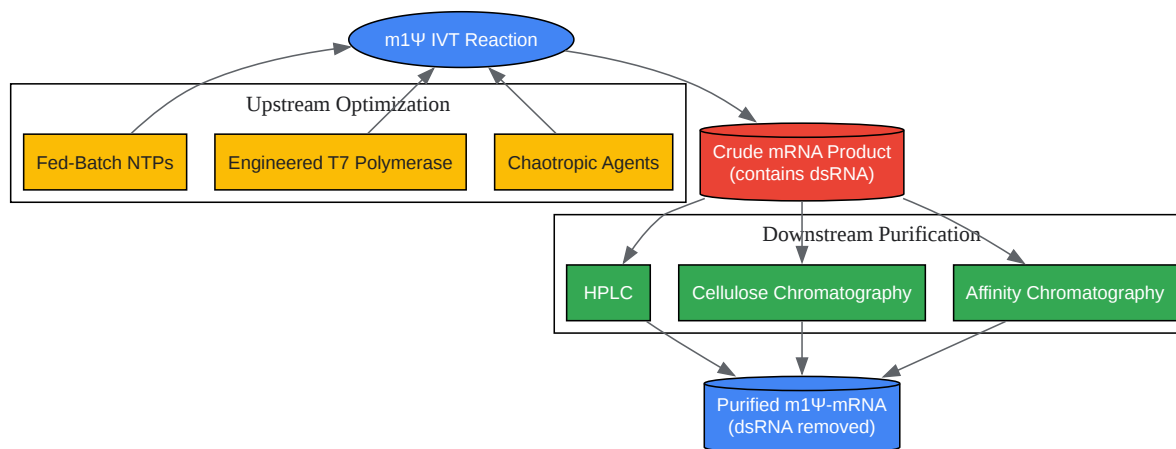 m1Ψ IVT Reaction
Upstream Optimization
Fed-Batch NTPs
Engineered T7 Polymerase
Chaotropic Agents
Crude mRNA Product
(contains dsRNA)
Downstream Purification
HPLC
Cellulose Chromatography
Affinity Chromatography
Purified m1Ψ-mRNA
(dsRNA removed)